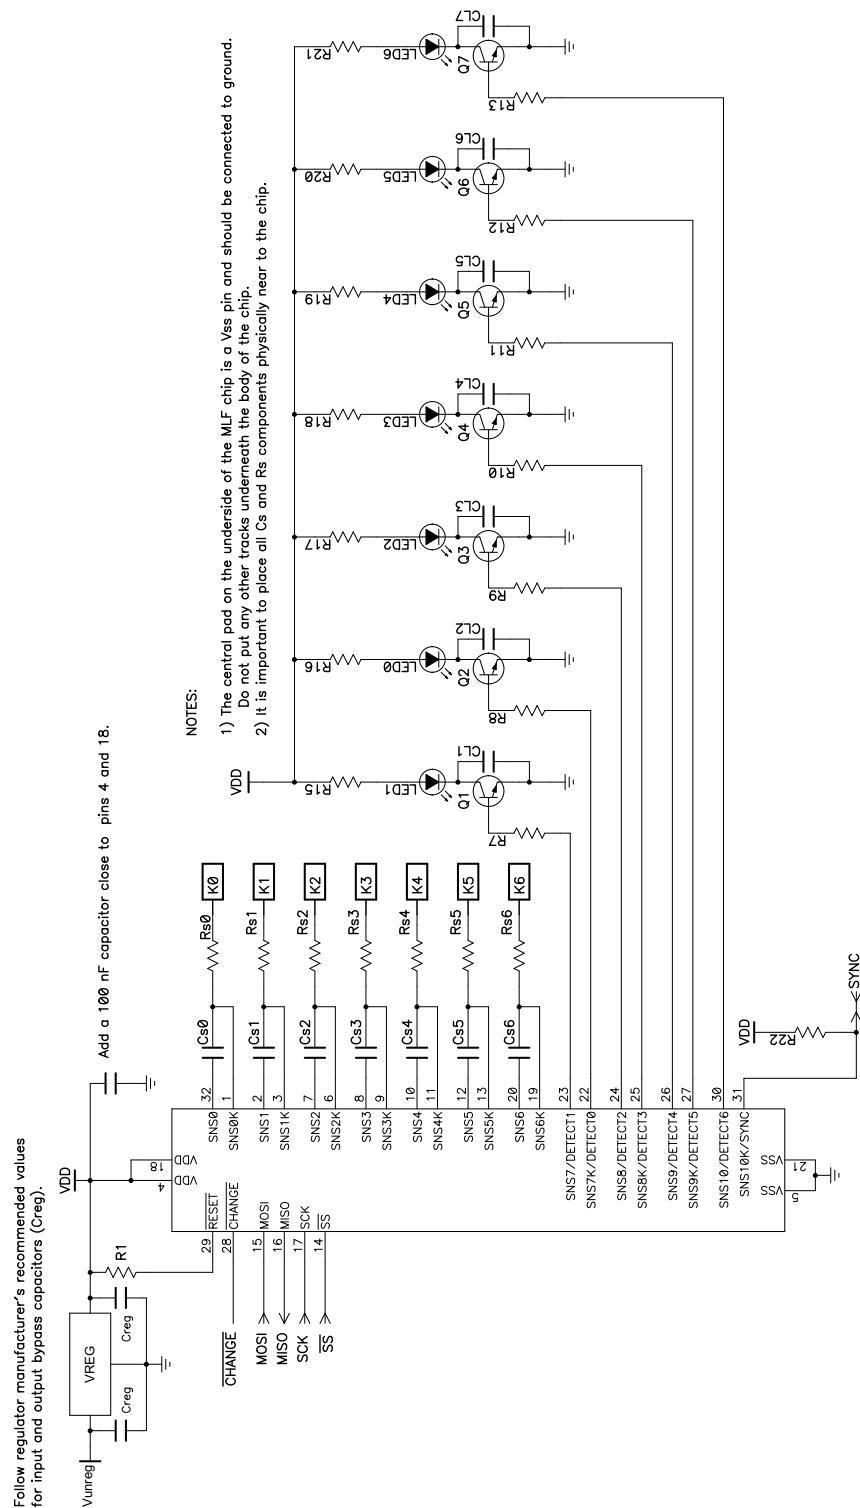 Follow regulator manufacturer's recommended values
for input and output bypass capacitors (Creg).
Vunreg
VREG
Creg
Creg
R1
VDD
Add a 100 nF capacitor close to pins 4 and 18.
NOTES:
1) The central pad on the underside of the MLF chip is a Vss pin and should be connected to ground.
Do not put any other tracks underneath the body of the chip.
2) It is important to place all Cs and Rs components physically near to the chip.
CHANGE
MOSI
MISO
SCK
SS
29 RESET
28 CHANGE
15 MOSI
16 MISO
17 SCK
14 SS
4 VDD
18 VDD
5 VSS
21 VSS
SNS0 32
SNS0K 1
SNS1 2
SNS1K 3
SNS2 7
SNS2K 6
SNS3 8
SNS3K 9
SNS4 10
SNS4K 11
SNS5 12
SNS5K 13
SNS6 20
SNS6K 19
SNS7/DETECT1 23
SNS7K/DETECT0 22
SNS8/DETECT2 24
SNS8K/DETECT3 25
SNS9/DETECT4 26
SNS9K/DETECT5 27
SNS10/DETECT6 30
SNS10K/SYNC 31
Cs0 Rs0 K0
Cs1 Rs1 K1
Cs2 Rs2 K2
Cs3 Rs3 K3
Cs4 Rs4 K4
Cs5 Rs5 K5
Cs6 Rs6 K6
VDD
R15 LED1 Q1 CL1 R7
R16 LED0 Q2 CL2 R8
R17 LED2 Q3 CL3 R9
R18 LED3 Q4 CL4 R10
R19 LED4 Q5 CL5 R11
R20 LED5 Q6 CL6 R12
R21 LED6 Q7 CL7 R13
VDD
R22
SYNC